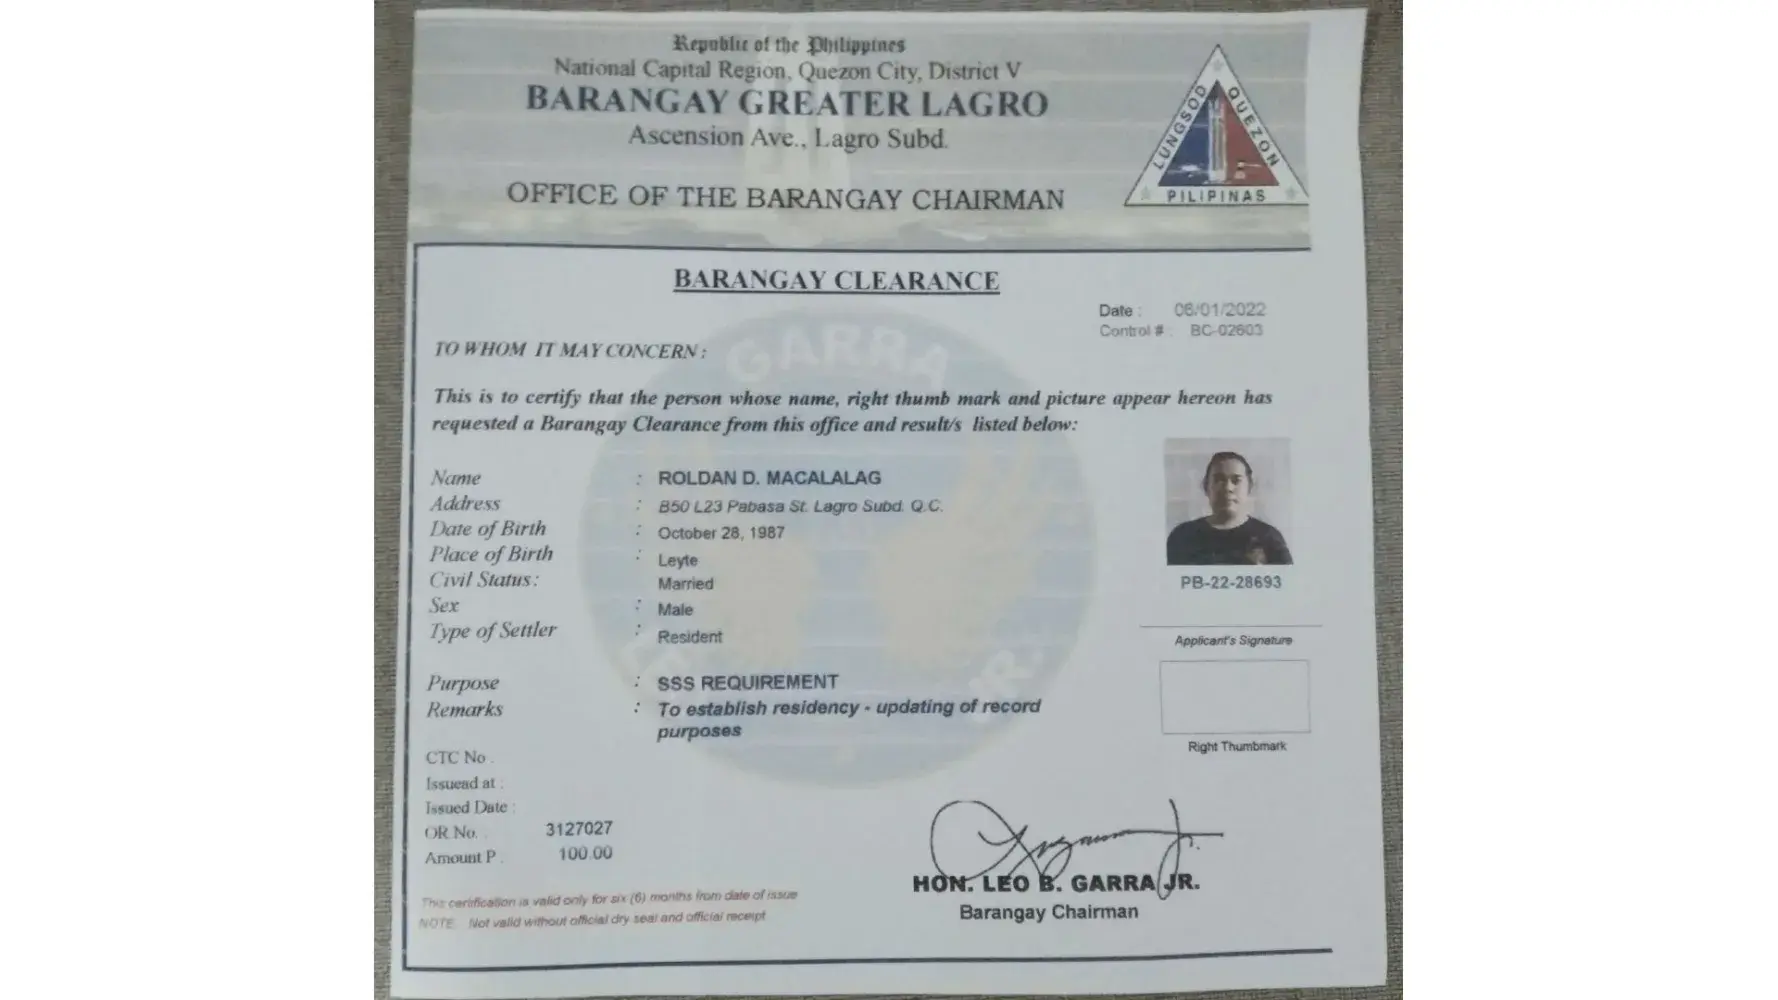 Republic of the Philippines
National Capital Region, Quezon City, District V
BARANGAY GREATER LAGRO
Ascension Ave., Lagro Subd.
OFFICE OF THE BARANGAY CHAIRMAN
LUNGSOD QUEZON
PILIPINAS
BARANGAY CLEARANCE
Date : 06/01/2022
Control # : BC-02603
GARRA
TO WHOM IT MAY CONCERN :
This is to certify that the person whose name, right thumb mark and picture appear hereon has
requested a Barangay Clearance from this office and result/s listed below:
Name : ROLDAN D. MACALALAG
Address : B50 L23 Pabasa St. Lagro Subd. Q.C.
Date of Birth : October 28, 1987
Place of Birth : Leyte
Civil Status: Married
Sex : Male
Type of Settler : Resident
PB-22-28693
Applicant's Signature
Purpose : SSS REQUIREMENT
Remarks : To establish residency - updating of record
purposes
JR.
Right Thumbmark
CTC No .
Issuead at :
Issued Date :
OR No. : 3127027
Amount P . 100.00
HON. LEO B. GARRA JR.
Barangay Chairman
This certification is valid only for six (6) months from date of issue
NOTE: Not valid without official dry seal and official receipt